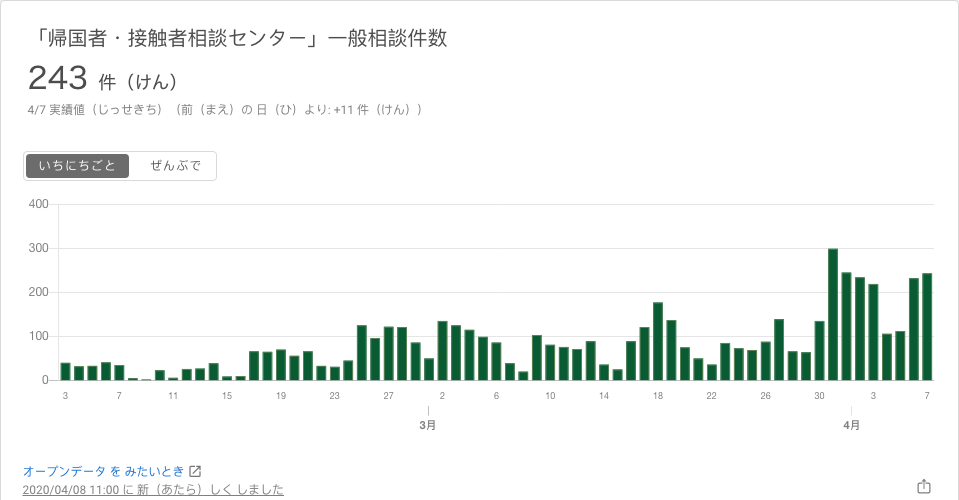 「帰国者・接触者相談センター」一般相談件数
243 件（けん）
4/7 実績値（じっせきち）（前（まえ）の 日（ひ）より: +11 件（けん））
いちにちごと ぜんぶで
400
300
200
100
0
3 7 11 15 19 23 27 2 6 10 14 18 22 26 30 3 7
3月 4月
オープンデータ を みたいとき
2020/04/08 11:00 に 新（あたら）しく しました